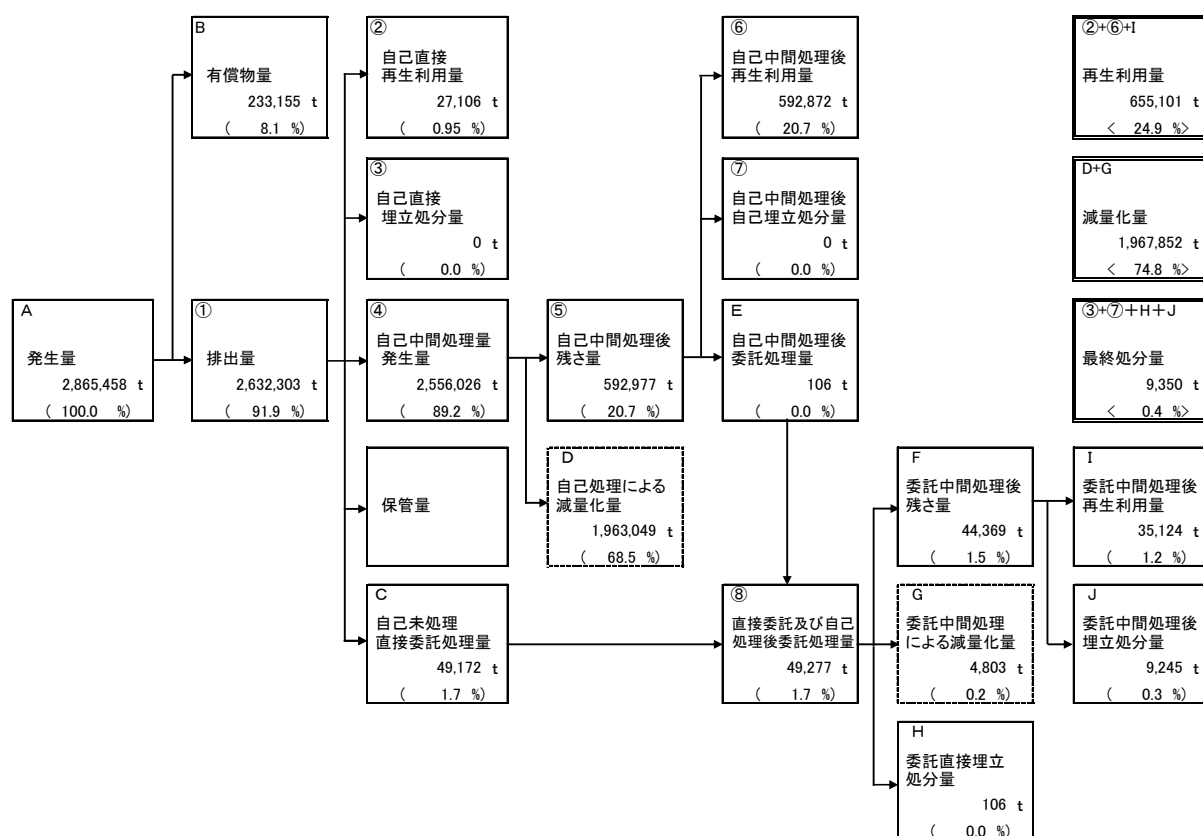 B
有償物量
233,155 t
( 8.1 %)
②
自己直接
再生利用量
27,106 t
( 0.95 %)
⑥
自己中間処理後
再生利用量
592,872 t
( 20.7 %)
②+⑥+I
再生利用量
655,101 t
< 24.9 %>
③
自己直接
埋立処分量
0 t
( 0.0 %)
⑦
自己中間処理後
自己埋立処分量
0 t
( 0.0 %)
D+G
減量化量
1,967,852 t
< 74.8 %>
A
発生量
2,865,458 t
( 100.0 %)
①
排出量
2,632,303 t
( 91.9 %)
④
自己中間処理量
発生量
2,556,026 t
( 89.2 %)
⑤
自己中間処理後
残さ量
592,977 t
( 20.7 %)
E
自己中間処理後
委託処理量
106 t
( 0.0 %)
③+⑦+H+J
最終処分量
9,350 t
< 0.4 %>
保管量
D
自己処理による
減量化量
1,963,049 t
( 68.5 %)
F
委託中間処理後
残さ量
44,369 t
( 1.5 %)
I
委託中間処理後
再生利用量
35,124 t
( 1.2 %)
C
自己未処理
直接委託処理量
49,172 t
( 1.7 %)
⑧
直接委託及び自己
処理後委託処理量
49,277 t
( 1.7 %)
G
委託中間処理
による減量化量
4,803 t
( 0.2 %)
J
委託中間処理後
埋立処分量
9,245 t
( 0.3 %)
H
委託直接埋立
処分量
106 t
( 0.0 %)